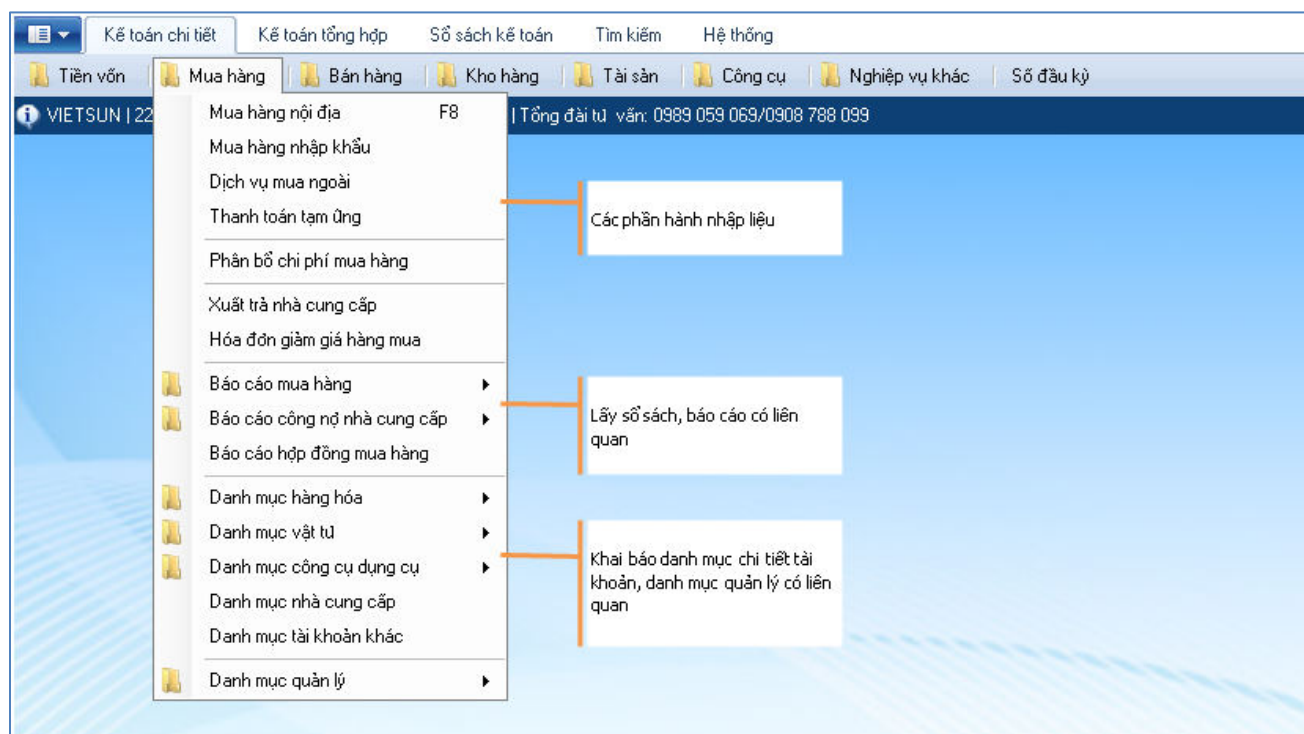 Kế toán chi tiết Kế toán tổng hợp Sổ sách kế toán Tìm kiếm Hệ thống
Tiền vốn Mua hàng Bán hàng Kho hàng Tài sản Công cụ Nghiệp vụ khác Số đầu kỳ
VIETSUN | 22 | Tổng đài tư vấn: 0989 059 069/0908 788 099
Mua hàng nội địa F8
Mua hàng nhập khẩu
Dịch vụ mua ngoài
Thanh toán tạm ứng
Các phần hành nhập liệu
Phân bổ chi phí mua hàng
Xuất trả nhà cung cấp
Hóa đơn giảm giá hàng mua
Báo cáo mua hàng
Báo cáo công nợ nhà cung cấp
Báo cáo hợp đồng mua hàng
Lấy sổ sách, báo cáo có liên
quan
Danh mục hàng hóa
Danh mục vật tư
Danh mục công cụ dụng cụ
Danh mục nhà cung cấp
Danh mục tài khoản khác
Khai báo danh mục chi tiết tài
khoản, danh mục quản lý có liên
quan
Danh mục quản lý